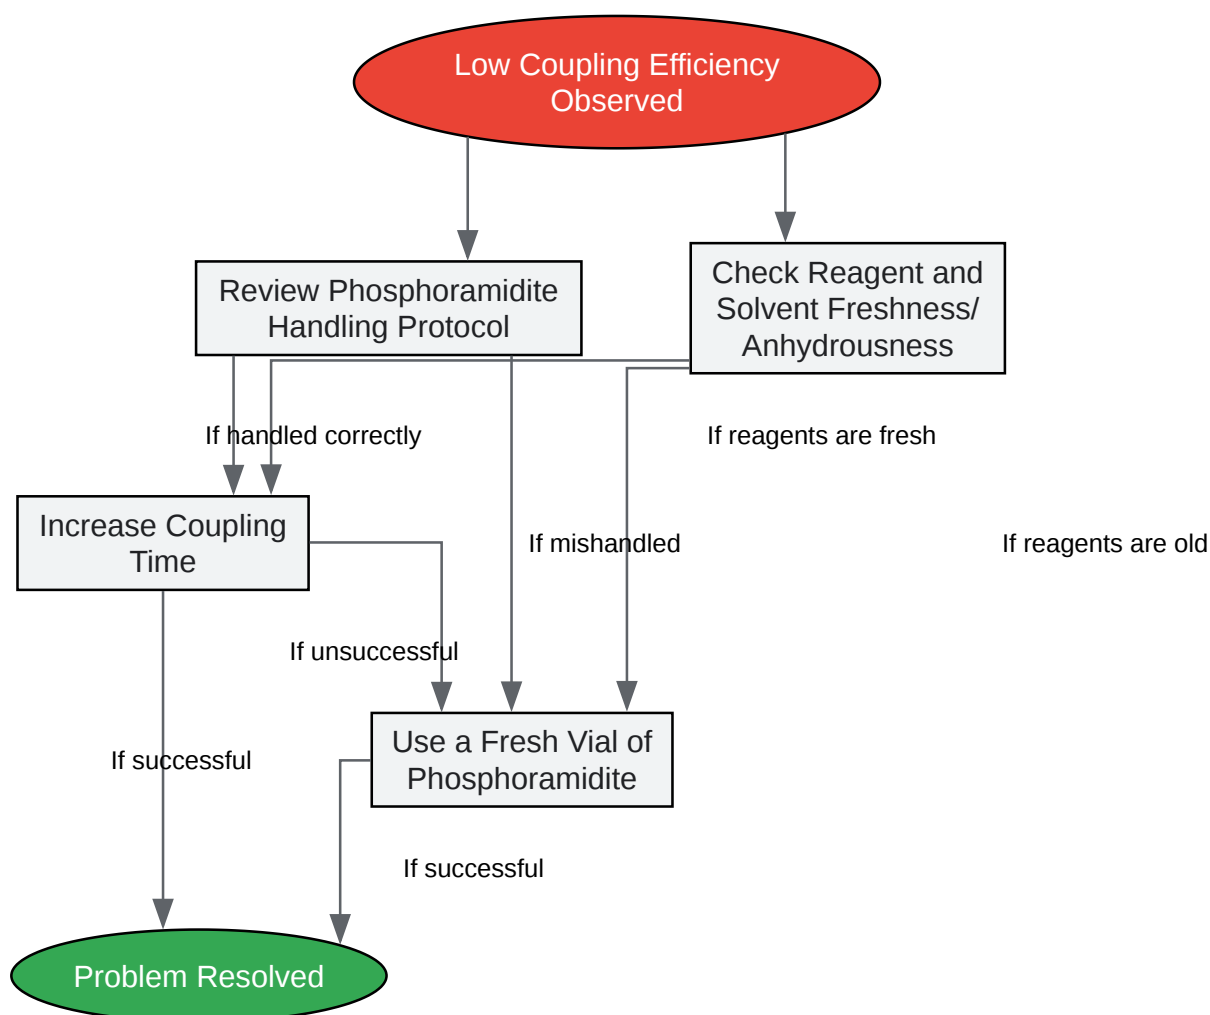 Low Coupling Efficiency
Observed
Review Phosphoramidite
Handling Protocol
Check Reagent and
Solvent Freshness/
Anhydrousness
If handled correctly
If reagents are fresh
Increase Coupling
Time
If mishandled
If reagents are old
If unsuccessful
Use a Fresh Vial of
Phosphoramidite
If successful
If successful
Problem Resolved